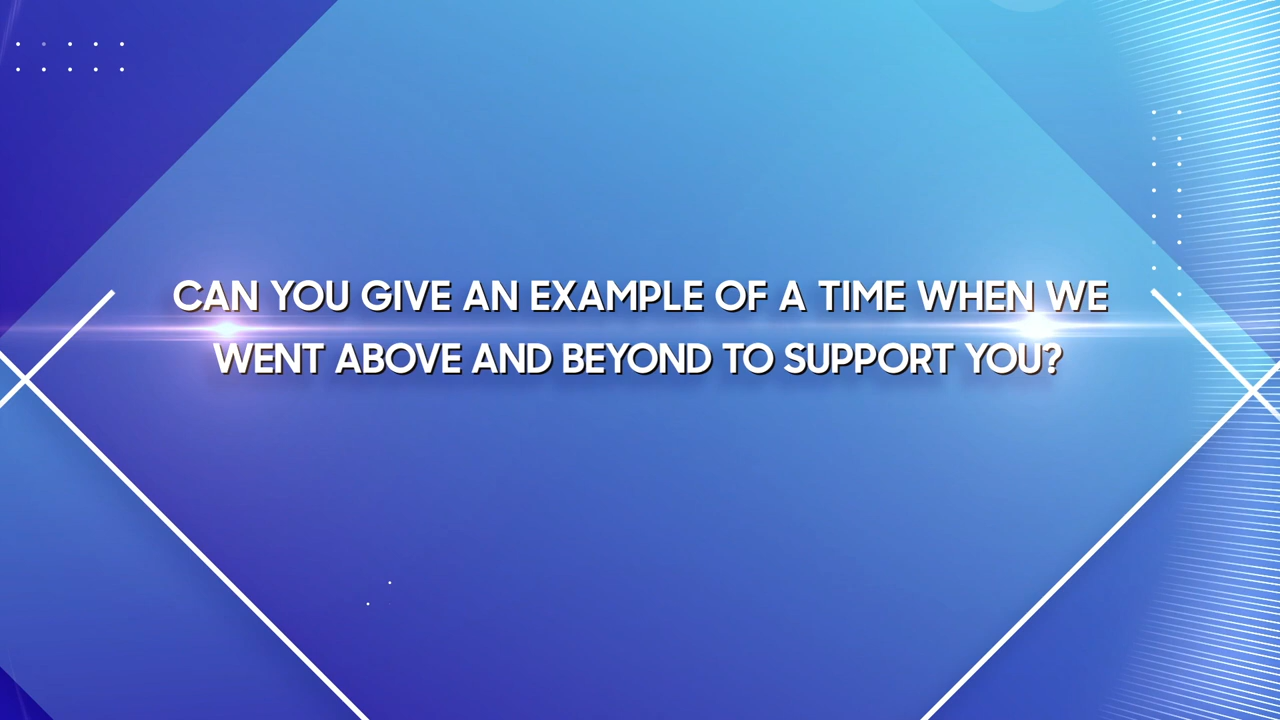 CAN YOU GIVE AN EXAMPLE OF A TIME WHEN WE
WENT ABOVE AND BEYOND TO SUPPORT YOU?